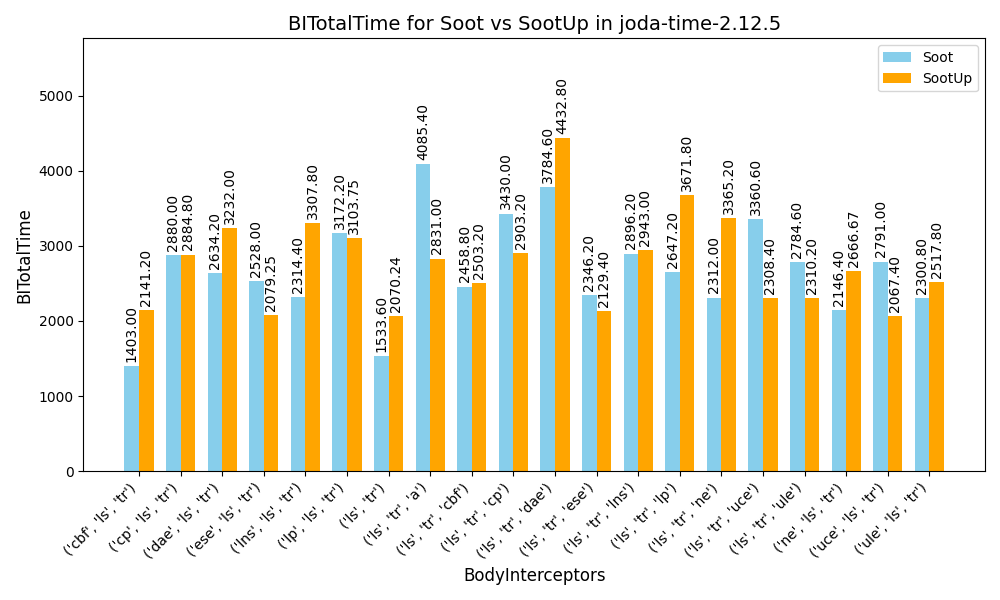 BITotalTime for Soot vs SootUp in joda-time-2.12.5
Soot
SootUp
BITotalTime
5000
4000
3000
2000
1000
0
1403.00
2141.20
2880.00
2884.80
2634.20
3232.00
2528.00
2079.25
2314.40
3307.80
3172.20
3103.75
1533.60
2070.24
4085.40
2831.00
2458.80
2503.20
3430.00
2903.20
3784.60
4432.80
2346.20
2129.40
2896.20
2943.00
2647.20
3671.80
2312.00
3365.20
3360.60
2308.40
2784.60
2310.20
2146.40
2666.67
2791.00
2067.40
2300.80
2517.80
('cbf', 'ls', 'tr')
('cp', 'ls', 'tr')
('dae', 'ls', 'tr')
('ese', 'ls', 'tr')
('lns', 'ls', 'tr')
('lp', 'ls', 'tr')
('ls', 'tr')
('ls', 'tr', 'a')
('ls', 'tr', 'cbf')
('ls', 'tr', 'cp')
('ls', 'tr', 'dae')
('ls', 'tr', 'ese')
('ls', 'tr', 'lns')
('ls', 'tr', 'lp')
('ls', 'tr', 'ne')
('ls', 'tr', 'uce')
('ls', 'tr', 'ule')
('ne', 'ls', 'tr')
('uce', 'ls', 'tr')
('ule', 'ls', 'tr')
BodyInterceptors